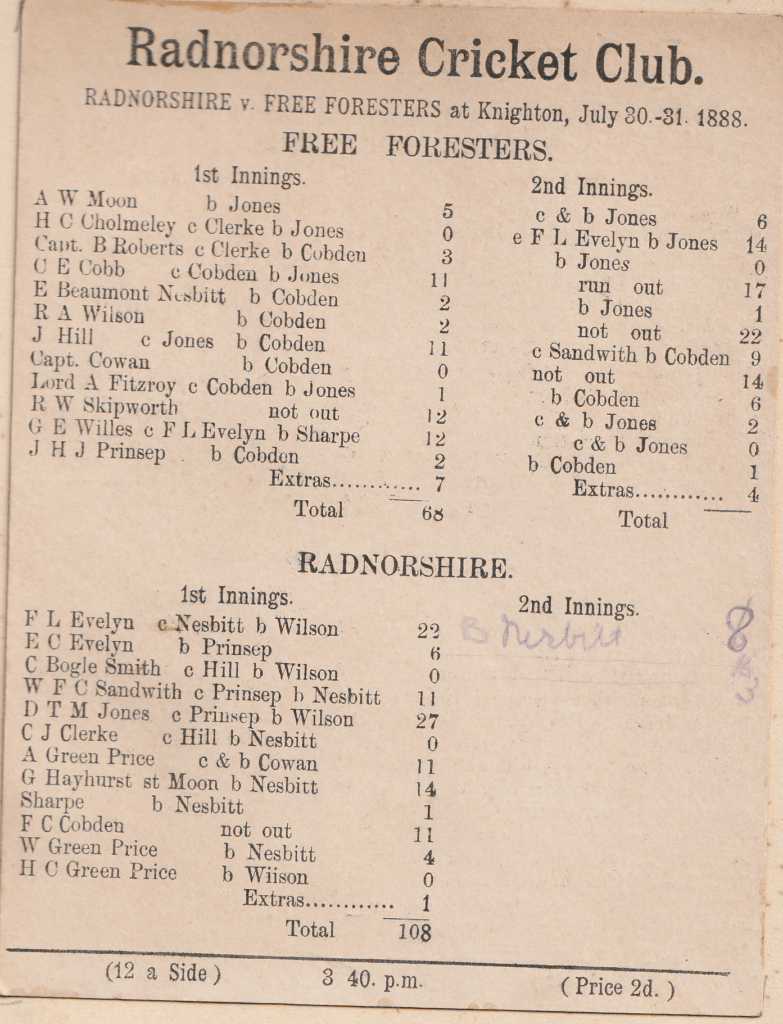 Radnorshire Cricket Club.
RADNORSHIRE v. FREE FORESTERS at Knighton, July 30.-31. 1888.
FREE FORESTERS.
1st Innings. 2nd Innings.
A W Moon b Jones 5 c & b Jones 6
H C Cholmeley c Clerke b Jones 0 e F L Evelyn b Jones 14
Capt. B Roberts c Clerke b Cobden 3 b Jones 0
C E Cobb c Cobden b Jones 11 run out 17
E Beaumont Nesbitt b Cobden 2 b Jones 1
R A Wilson b Cobden 2 not out 22
J Hill c Jones b Cobden 11 c Sandwith b Cobden 9
Capt. Cowan b Cobden 0 not out 14
Lord A Fitzroy c Cobden b Jones 1 b Cobden 6
R W Skipworth not out 12 c & b Jones 2
G E Willes c F L Evelyn b Sharpe 12 c & b Jones 0
J H J Prinsep . b Cobden 2 b Cobden 1
Extras............ 7 Extras............ 4
Total 68 Total
RADNORSHIRE.
1st Innings. 2nd Innings.
F L Evelyn c Nesbitt b Wilson 22 B Nesbitt 8
E C Evelyn b Prinsep 6
C Bogle Smith c Hill b Wilson 0
W F C Sandwith c Prinsep b Nesbitt 11
D T M Jones c Prinsep b Wilson 27
C J Clerke c Hill b Nesbitt 0
A Green Price c & b Cowan 11
G Hayhurst st Moon b Nesbitt 14
Sharpe b Nesbitt 1
F C Cobden not out 11
W Green Price b Nesbitt 4
H C Green Price b Wiison 0
Extras............ 1
Total 108
(12 a Side) 3 40. p.m. (Price 2d.)